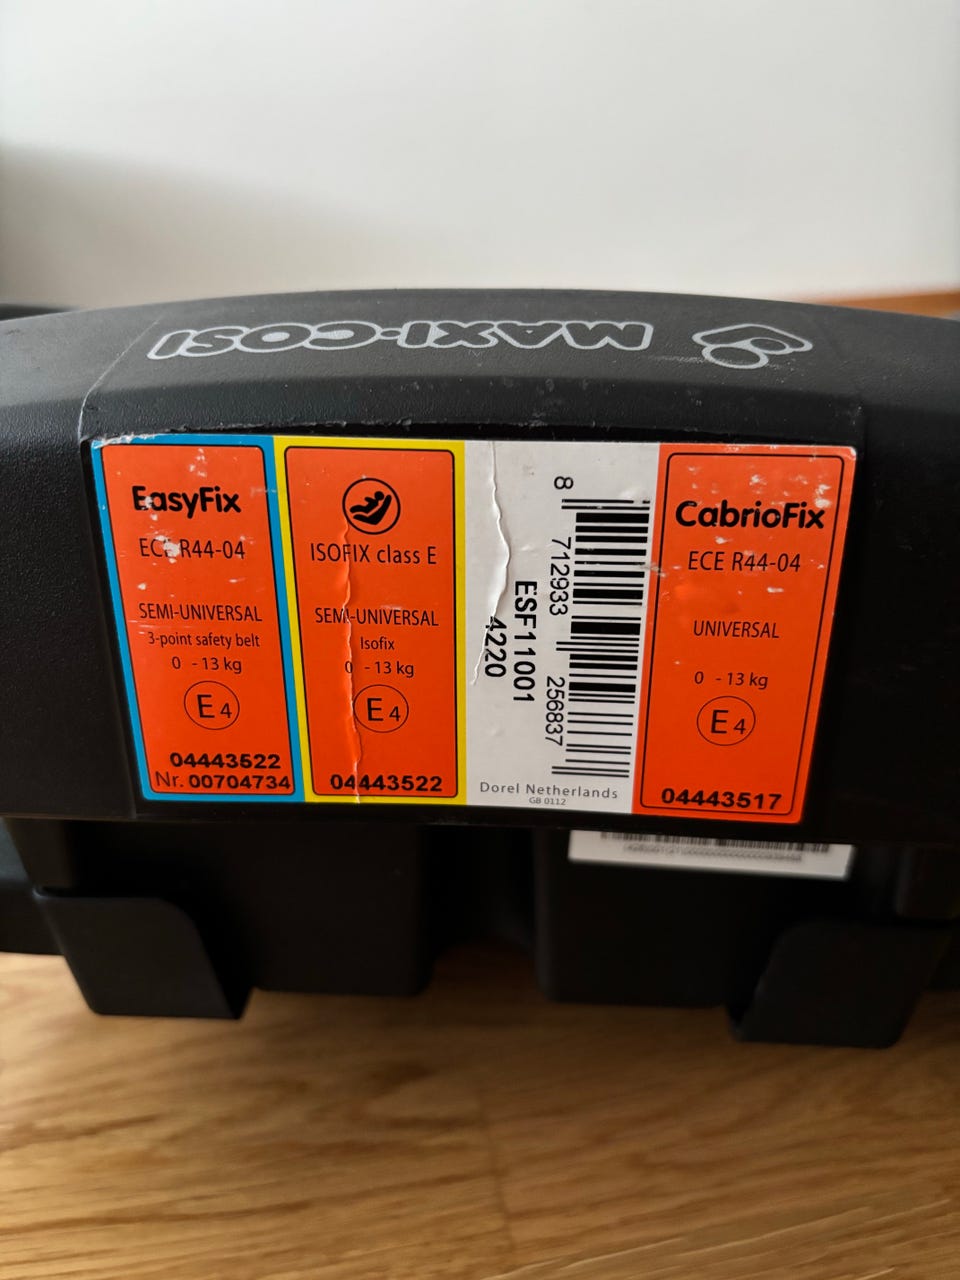 MAXI-COSI
EasyFix
ECE R44-04
SEMI-UNIVERSAL
3-point safety belt
0 - 13 kg
E4
04443522
Nr. 00704734
ISOFIX class E
SEMI-UNIVERSAL
Isofix
0 - 13 kg
E4
04443522
8 712933 256837
ESF11001
4220
Dorel Netherlands
GB 0112
CabrioFix
ECE R44-04
UNIVERSAL
0 - 13 kg
E4
04443517